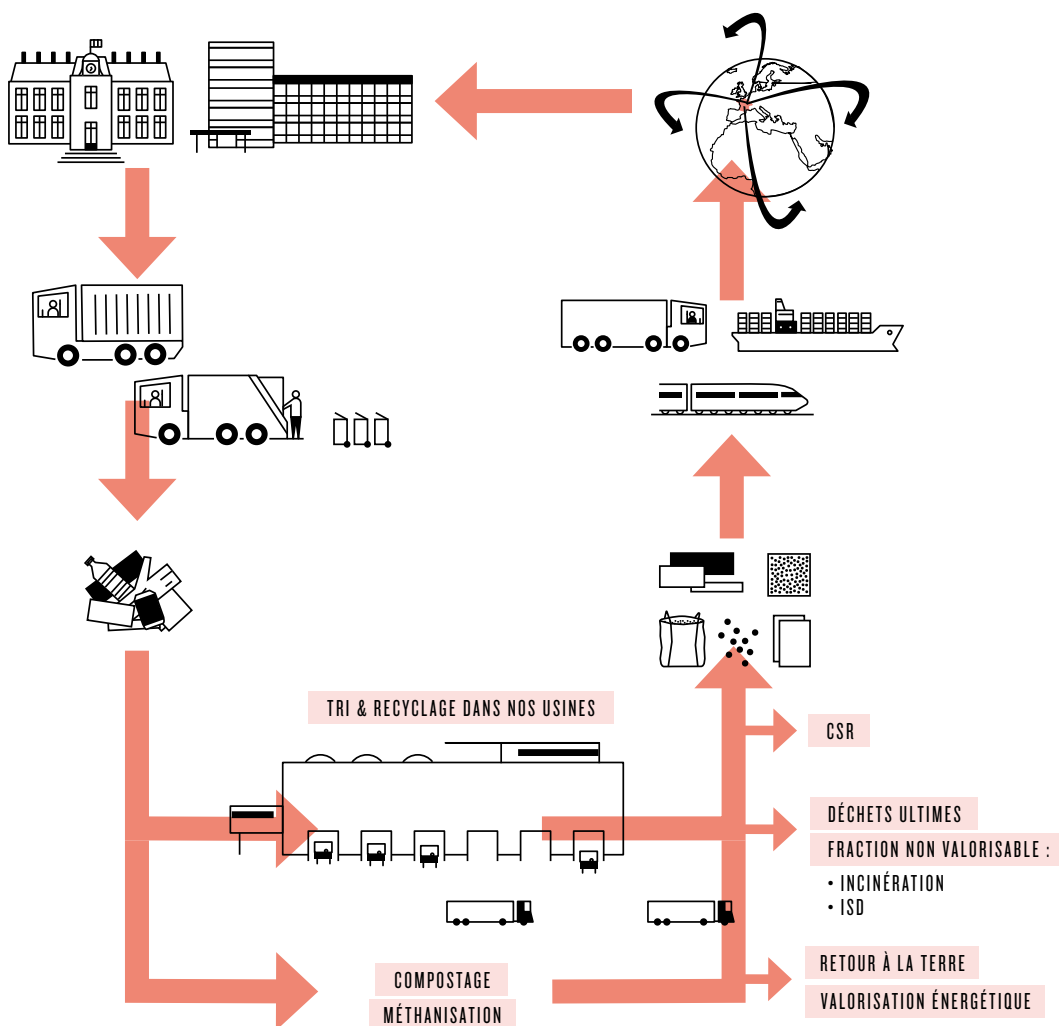 TRI & RECYCLAGE DANS NOS USINES
CSR
DÉCHETS ULTIMES
FRACTION NON VALORISABLE :
• INCINÉRATION
• ISD
COMPOSTAGE
MÉTHANISATION
RETOUR À LA TERRE
VALORISATION ÉNERGÉTIQUE